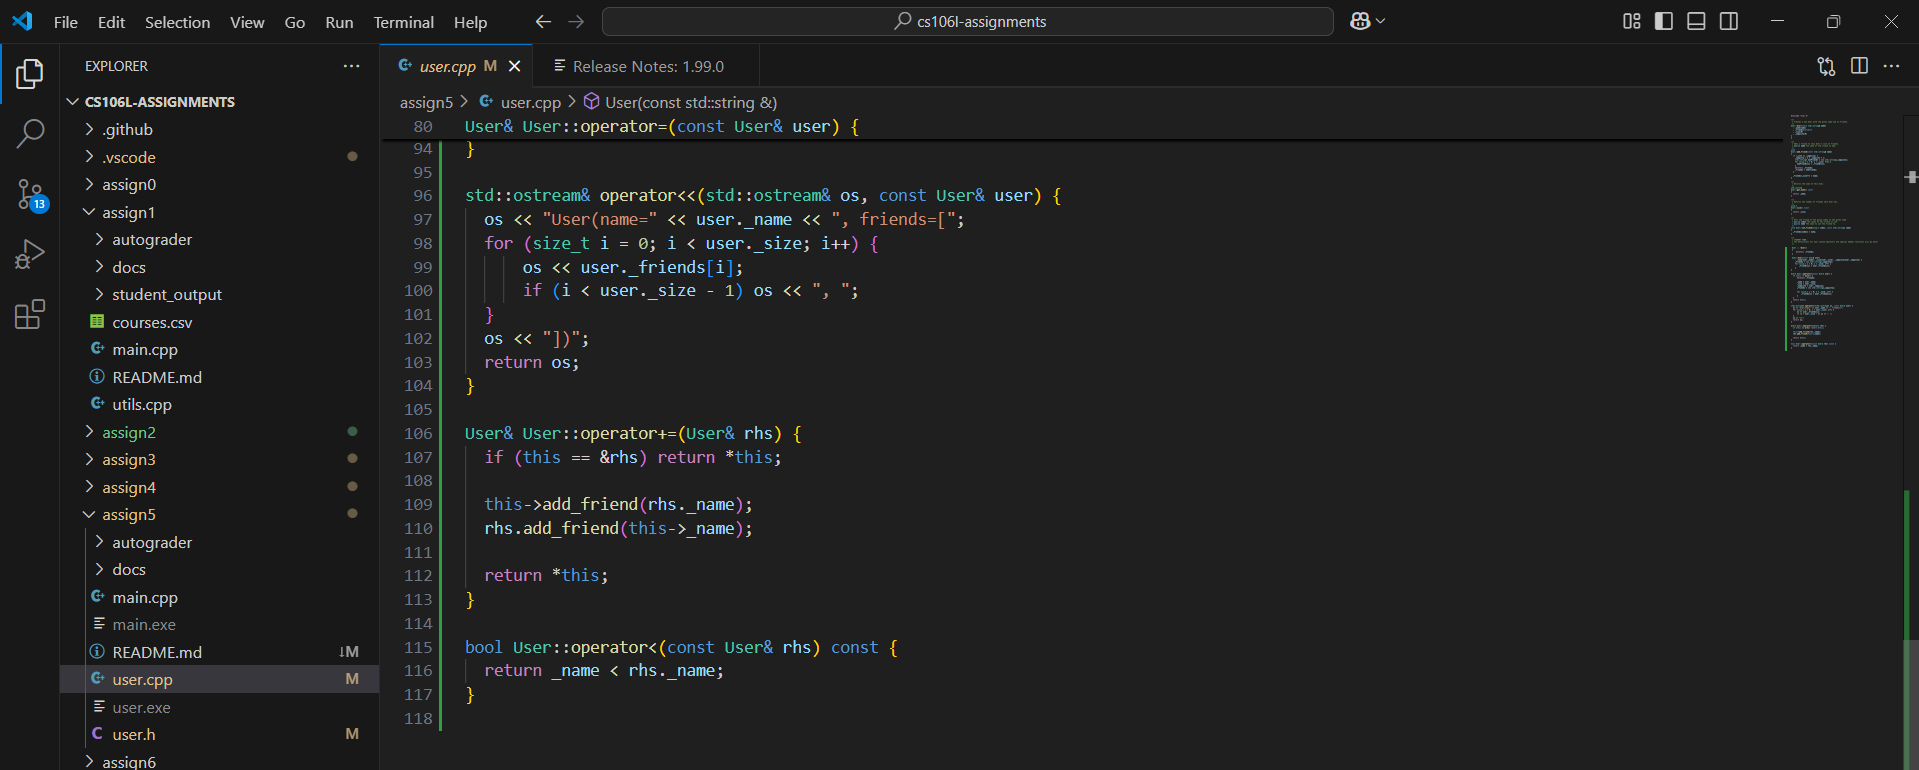 File Edit Selection View Go Run Terminal Help
cs106l-assignments
EXPLORER
CS106L-ASSIGNMENTS
.github
.vscode
assign0
assign1
autograder
docs
student_output
courses.csv
main.cpp
README.md
utils.cpp
assign2
assign3
assign4
assign5
autograder
docs
main.cpp
main.exe
README.md ↓M
user.cpp M
user.exe
user.h M
assign6
13
user.cpp M
Release Notes: 1.99.0
assign5 > user.cpp > User(const std::string &)
80 User& User::operator=(const User& user) {
94 }
95
96 std::ostream& operator<<(std::ostream& os, const User& user) {
97   os << "User(name=" << user._name << ", friends=[";
98   for (size_t i = 0; i < user._size; i++) {
99       os << user._friends[i];
100       if (i < user._size - 1) os << ", ";
101   }
102   os << "])";
103   return os;
104 }
105
106 User& User::operator+=(User& rhs) {
107   if (this == &rhs) return *this;
108
109   this->add_friend(rhs._name);
110   rhs.add_friend(this->_name);
111
112   return *this;
113 }
114
115 bool User::operator<(const User& rhs) const {
116   return _name < rhs._name;
117 }
118